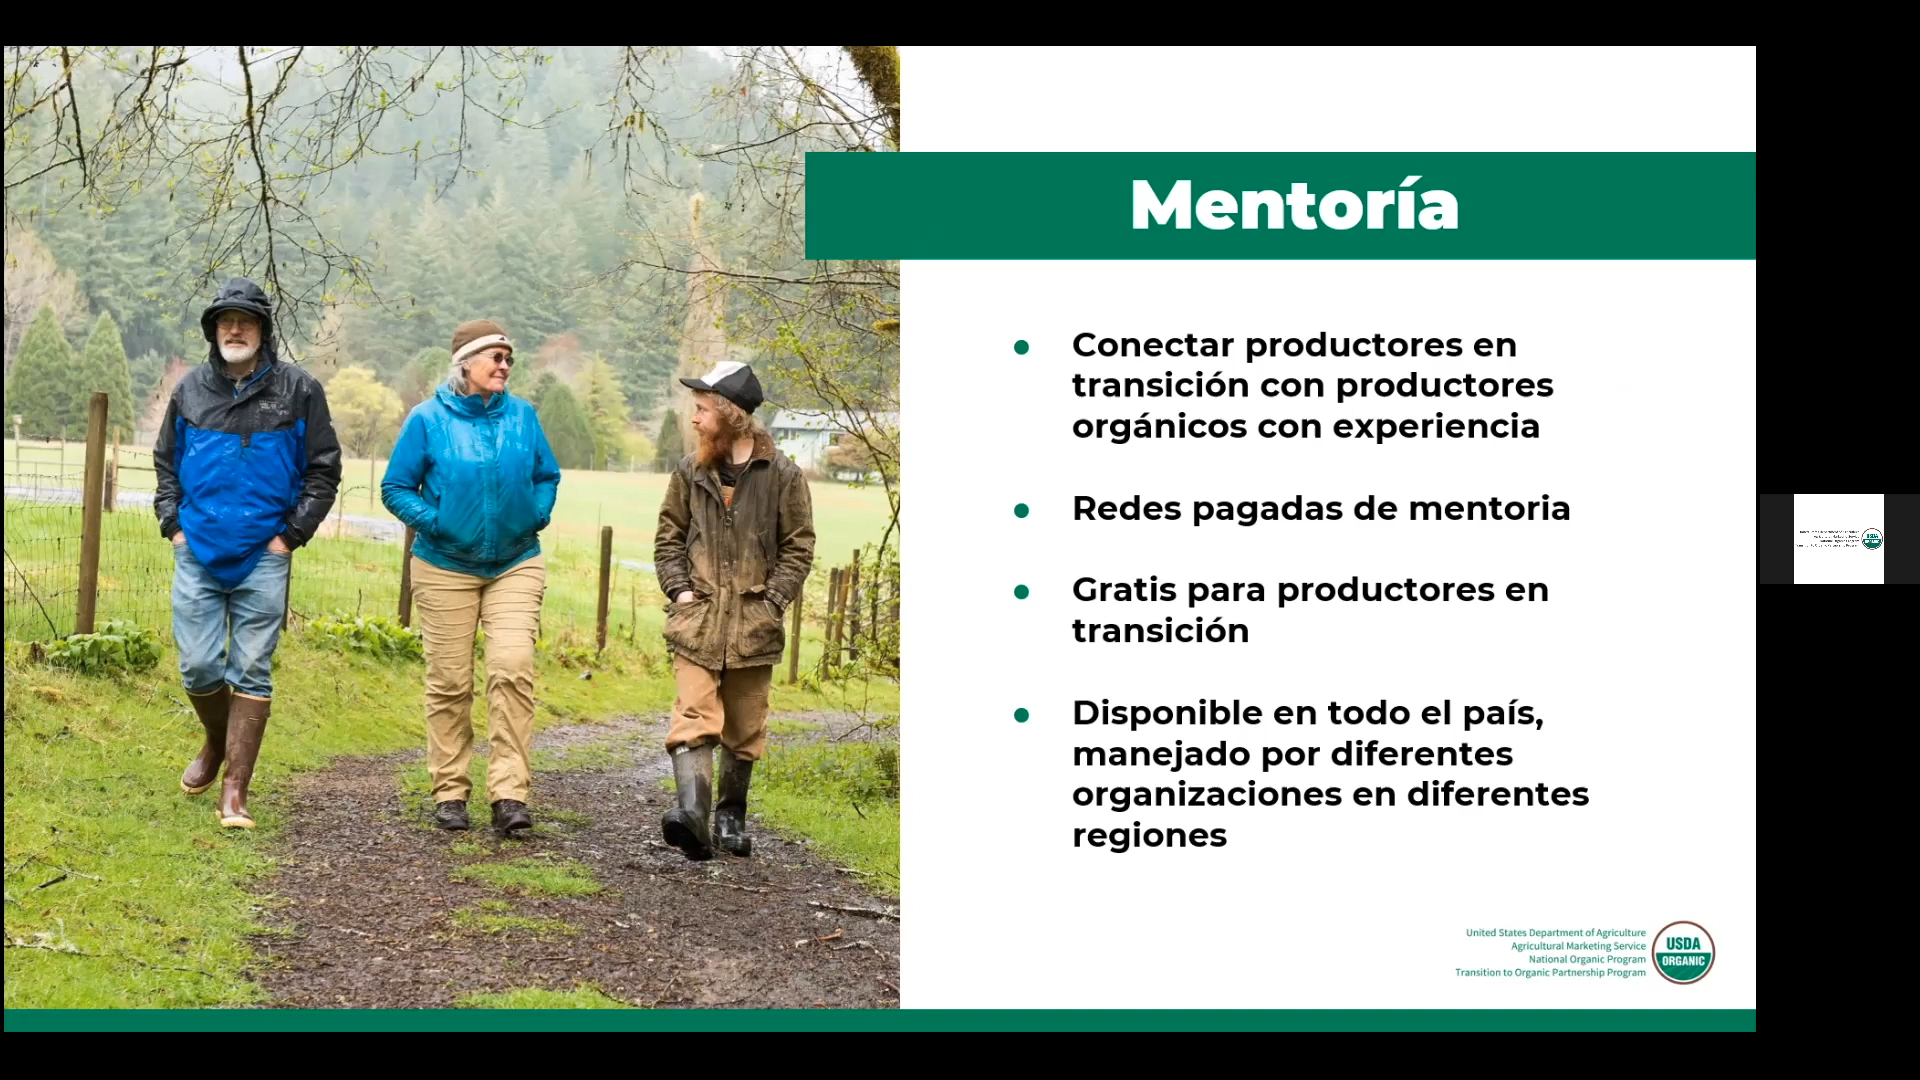 Mentoría
Conectar productores en
transición con productores
orgánicos con experiencia
Redes pagadas de mentoria
Gratis para productores en
transición
Disponible en todo el país,
manejado por diferentes
organizaciones en diferentes
regiones
United States Department of Agriculture
Agricultural Marketing Service
National Organic Program
Transition to Organic Partnership Program
USDA
ORGANIC